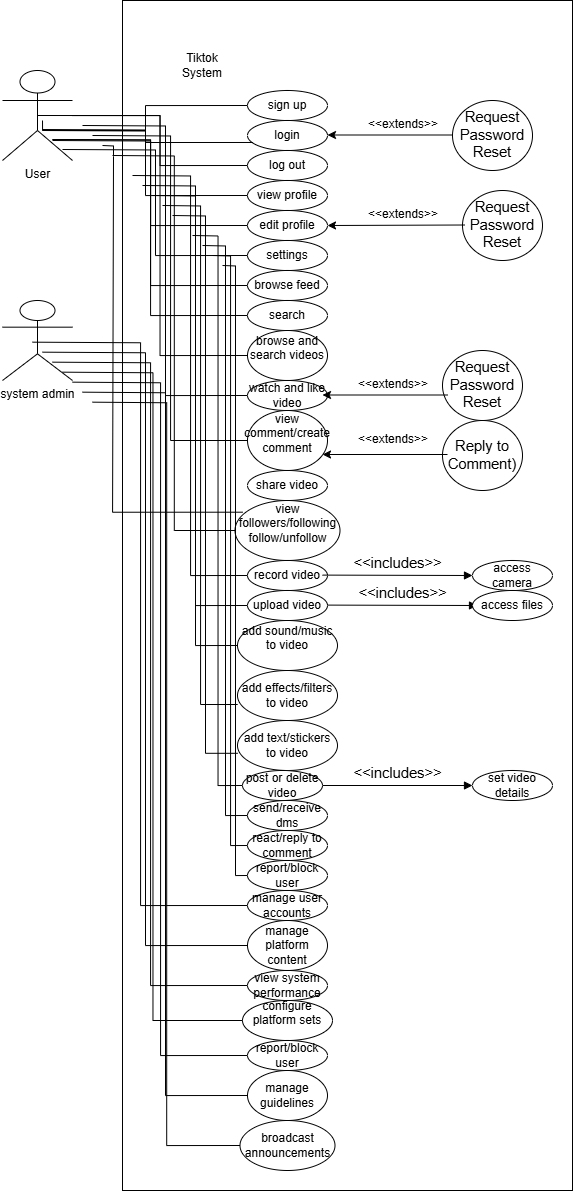 Tiktok
System
sign up
<<extends>>
Request
Password
Reset
login
User
log out
view profile
<<extends>>
Request
Password
Reset
edit profile
settings
browse feed
search
system admin
browse and
search videos
<<extends>>
Request
Password
Reset
watch and like
video
view
comment/create
comment
<<extends>>
Reply to
Comment)
share video
view
followers/following
follow/unfollow
record video
<<includes>>
access
camera
upload video
<<includes>>
access files
add sound/music
to video
add effects/filters
to video
add text/stickers
to video
post or delete
video
<<includes>>
set video
details
send/receive
dms
react/reply to
comment
report/block
user
manage user
accounts
manage
platform
content
view system
performance
configure
platform sets
report/block
user
manage
guidelines
broadcast
announcements